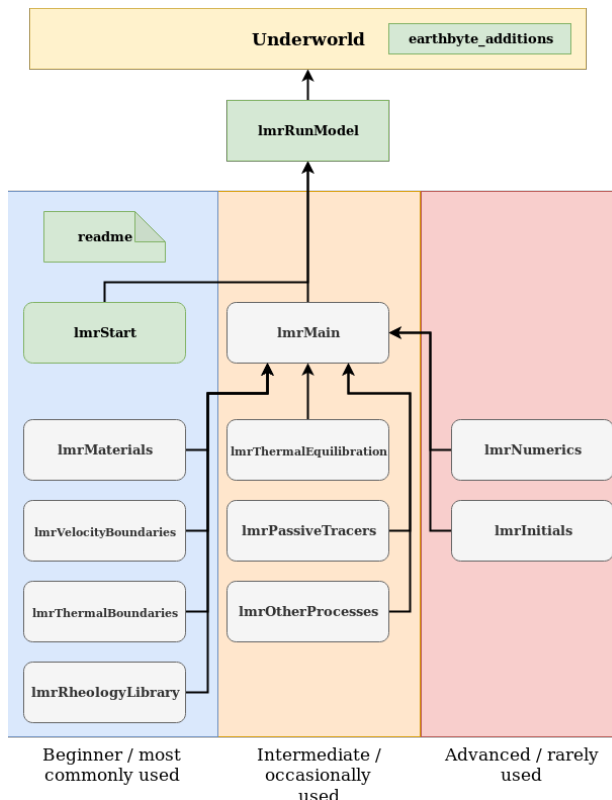 Underworld
earthbyte_additions
lmrRunModel
readme
lmrStart
lmrMain
lmrMaterials
lmrThermalEquilibration
lmrNumerics
lmrVelocityBoundaries
lmrPassiveTracers
lmrInitials
lmrThermalBoundaries
lmrOtherProcesses
lmrRheologyLibrary
Beginner / most
commonly used
Intermediate /
occasionally
used
Advanced / rarely
used